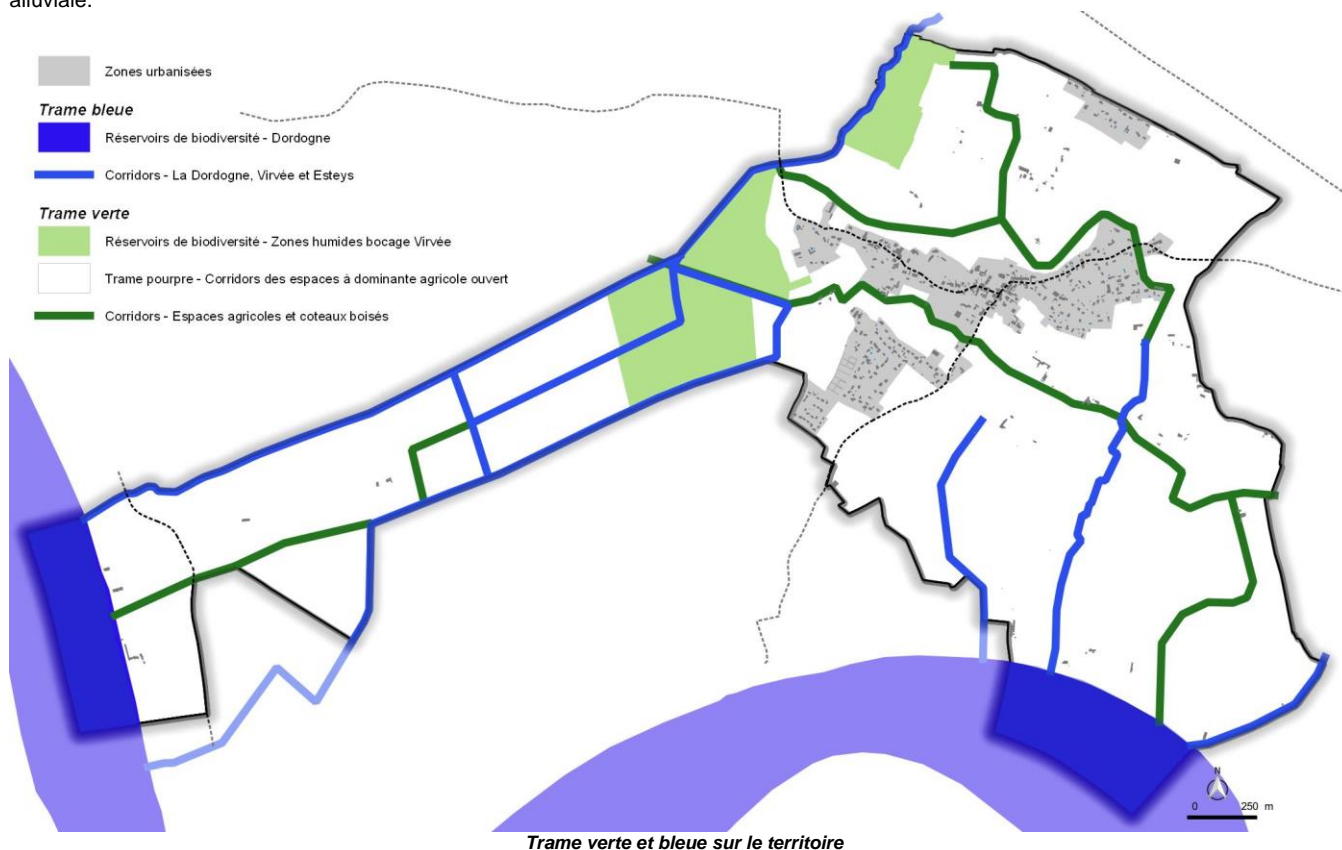 alluviale.
Zones urbanisées
Trame bleue
Réservoirs de biodiversité - Dordogne
Corridors - La Dordogne, Virvée et Esteys
Trame verte
Réservoirs de biodiversité - Zones humides bocage Virvée
Trame pourpre - Corridors des espaces à dominante agricole ouvert
Corridors - Espaces agricoles et coteaux boisés
N
0 250 m
Trame verte et bleue sur le territoire